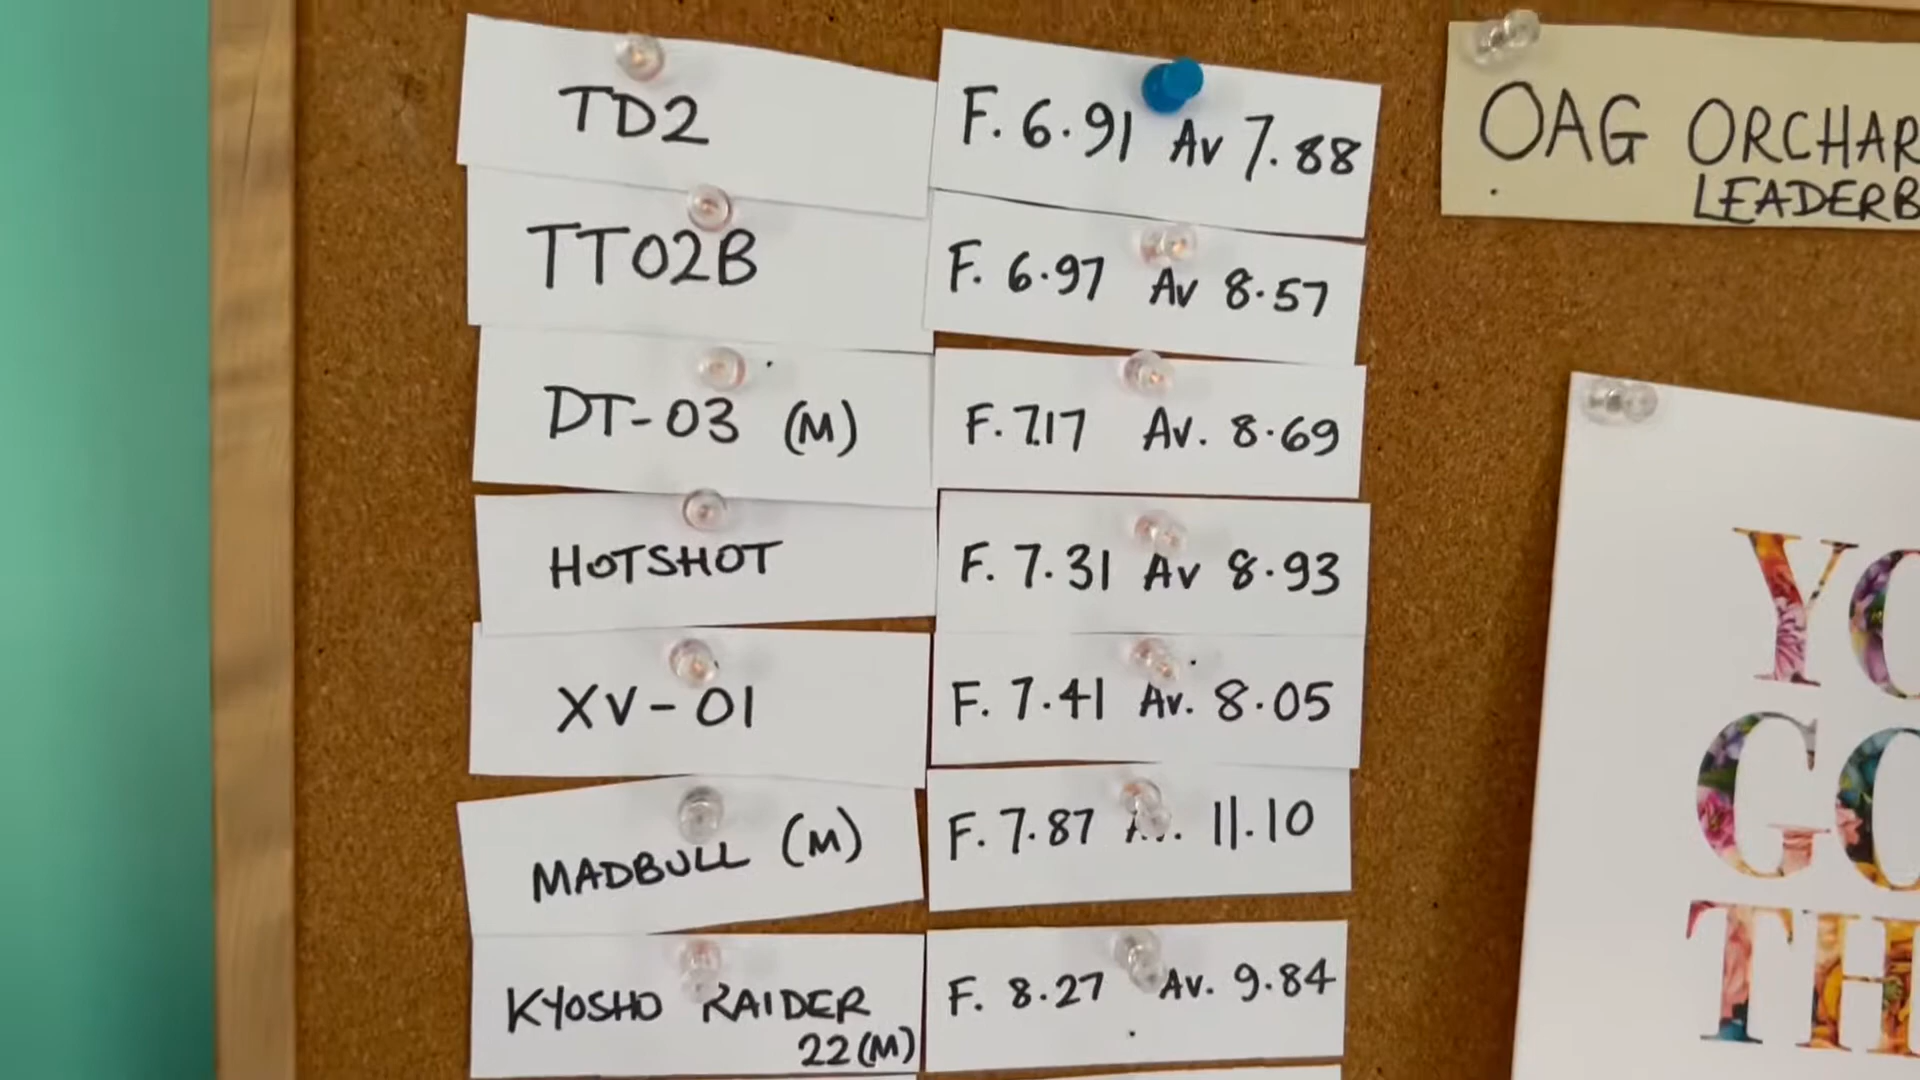 TD2 F. 6.91 Av 7.88
TT02B F. 6.97 Av 8.57
DT-03 (M) F. 7.17 Av. 8.69
HOTSHOT F. 7.31 Av 8.93
XV-01 F. 7.41 Av. 8.05
MADBULL (M) F. 7.87 11.10
KYOSHO RAIDER F. 8.27 Av. 9.84
22 (M)
OAG